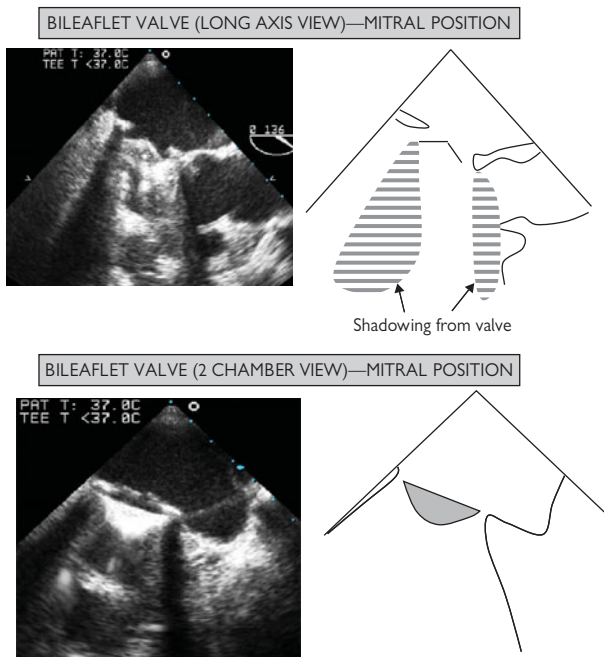 BILEAFLET VALVE (LONG AXIS VIEW)—MITRAL POSITION
PAT T: 37.0C
TEE T <37.0C
0 136
Shadowing from valve
BILEAFLET VALVE (2 CHAMBER VIEW)—MITRAL POSITION
PAT T: 37.0C
TEE T <37.0C